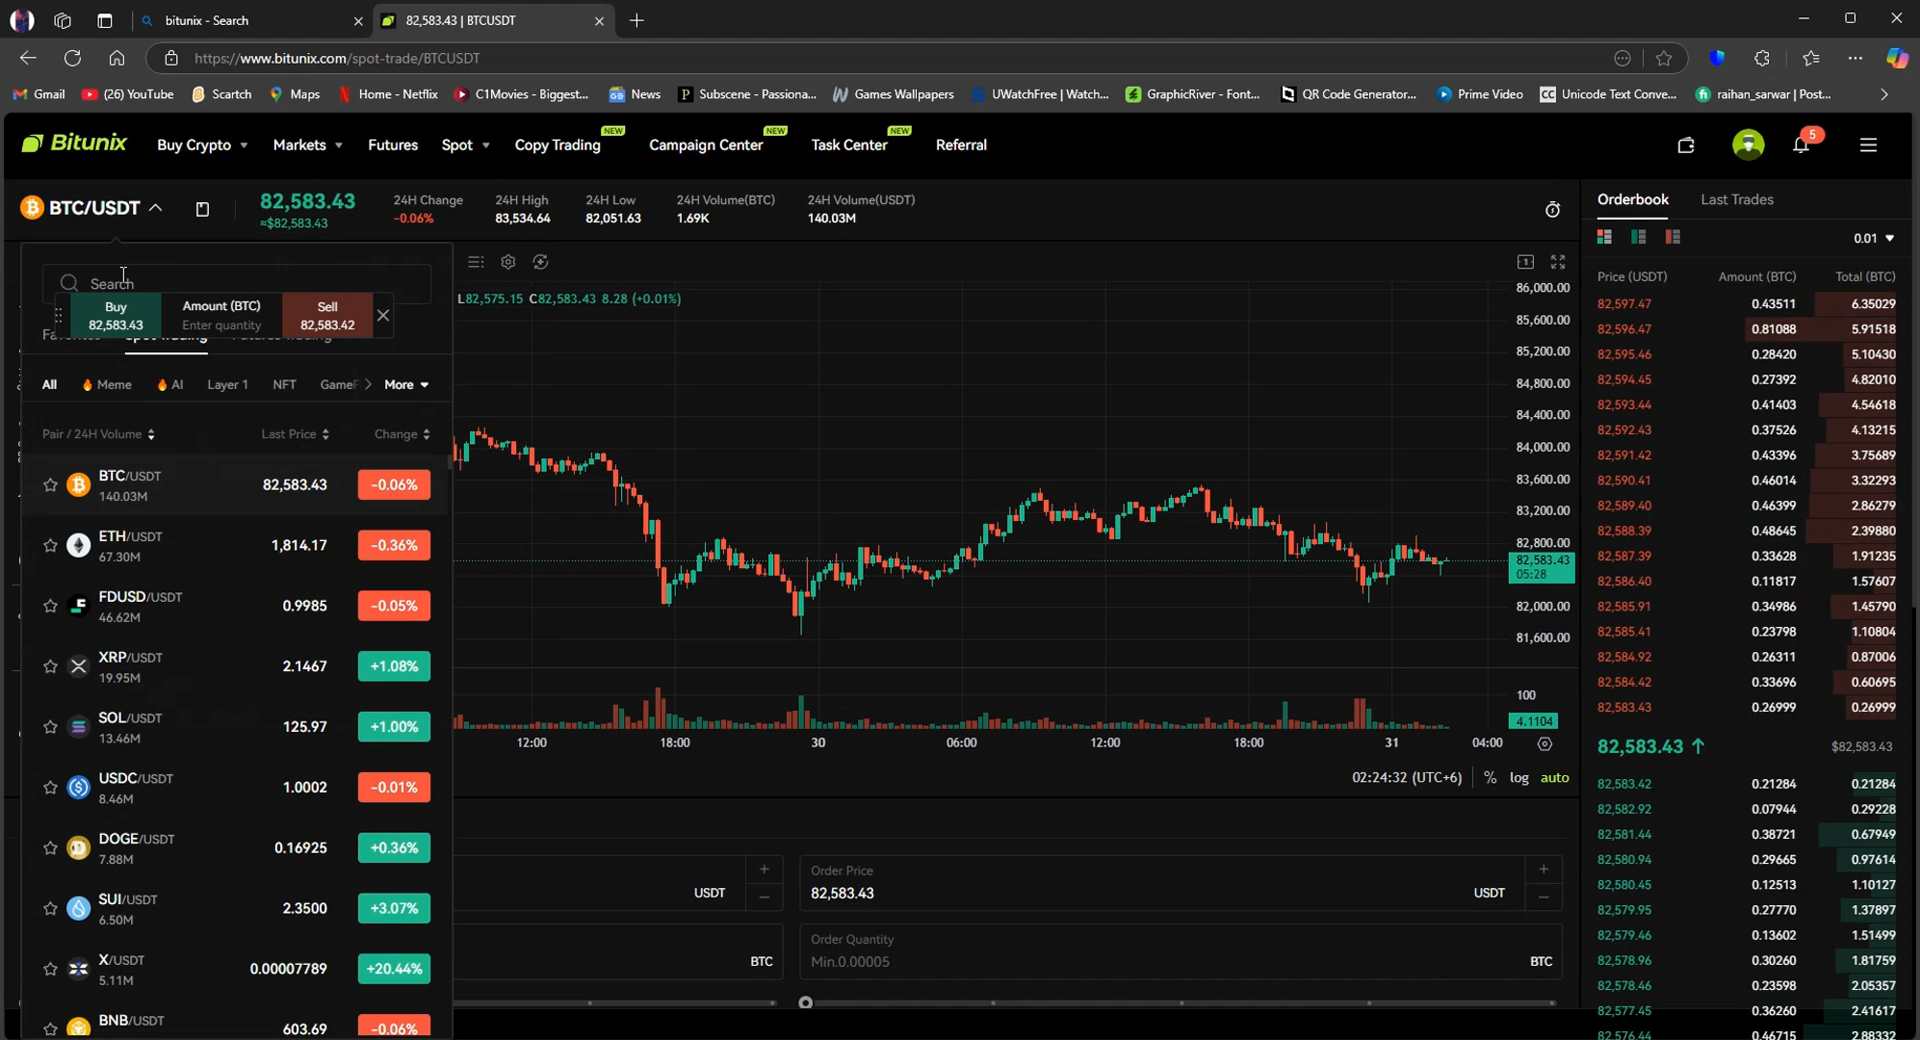 bitunix - Search
82,583.43 | BTCUSDT
https://www.bitunix.com/spot-trade/BTCUSDT
Gmail
(26) YouTube
Scartch
Maps
Home - Netflix
C1Movies - Biggest...
News
Subscene - Passiona...
Games Wallpapers
UWatchFree | Watch...
GraphicRiver - Font...
QR Code Generator...
Prime Video
Unicode Text Conve...
raihan_sarwar | Post...
Bitunix
Buy Crypto
Markets
Futures
Spot
Copy Trading
NEW
Campaign Center
NEW
Task Center
NEW
Referral
5
BTC/USDT
82,583.43
≈$82,583.43
24H Change
-0.06%
24H High
83,534.64
24H Low
82,051.63
24H Volume(BTC)
1.69K
24H Volume(USDT)
140.03M
Search
Buy
82,583.43
Amount (BTC)
Enter quantity
Sell
82,583.42
Favorites
Spot Trading
Futures Trading
All
Meme
AI
Layer 1
NFT
GameF
More
Pair / 24H Volume
Last Price
Change
BTC/USDT 82,583.43 -0.06%
140.03M
ETH/USDT 1,814.17 -0.36%
67.30M
FDUSD/USDT 0.9985 -0.05%
46.62M
XRP/USDT 2.1467 +1.08%
19.95M
SOL/USDT 125.97 +1.00%
13.46M
USDC/USDT 1.0002 -0.01%
8.46M
DOGE/USDT 0.16925 +0.36%
7.88M
SUI/USDT 2.3500 +3.07%
6.50M
X/USDT 0.00007789 +20.44%
5.11M
BNB/USDT 603.69 -0.06%
L82,575.15 C82,583.43 8.28 (+0.01%)
86,000.00
85,600.00
85,200.00
84,800.00
84,400.00
84,000.00
83,600.00
83,200.00
82,800.00
82,583.43
05:28
82,000.00
81,600.00
100
4.1104
12:00 18:00 30 06:00 12:00 18:00 31 04:00
02:24:32 (UTC+6) % log auto
USDT
BTC
Order Price
82,583.43 USDT
Order Quantity
Min.0.00005 BTC
Orderbook
Last Trades
0.01
Price (USDT) Amount (BTC) Total (BTC)
82,597.47 0.43511 6.35029
82,596.47 0.81088 5.91518
82,595.46 0.28420 5.10430
82,594.45 0.27392 4.82010
82,593.44 0.41403 4.54618
82,592.43 0.37526 4.13215
82,591.42 0.43396 3.75689
82,590.41 0.46014 3.32293
82,589.40 0.46399 2.86279
82,588.39 0.48645 2.39880
82,587.39 0.33628 1.91235
82,586.40 0.11817 1.57607
82,585.91 0.34986 1.45790
82,585.41 0.23798 1.10804
82,584.92 0.26311 0.87006
82,584.42 0.33696 0.60695
82,583.43 0.26999 0.26999
82,583.43 ↑ $82,583.43
82,583.42 0.21284 0.21284
82,582.92 0.07944 0.29228
82,581.44 0.38721 0.67949
82,580.94 0.29665 0.97614
82,580.45 0.12513 1.10127
82,579.95 0.27770 1.37897
82,579.46 0.13602 1.51499
82,578.96 0.30260 1.81759
82,578.46 0.23598 2.05357
82,577.45 0.36260 2.41617
82,576.44 0.46715 2.88332